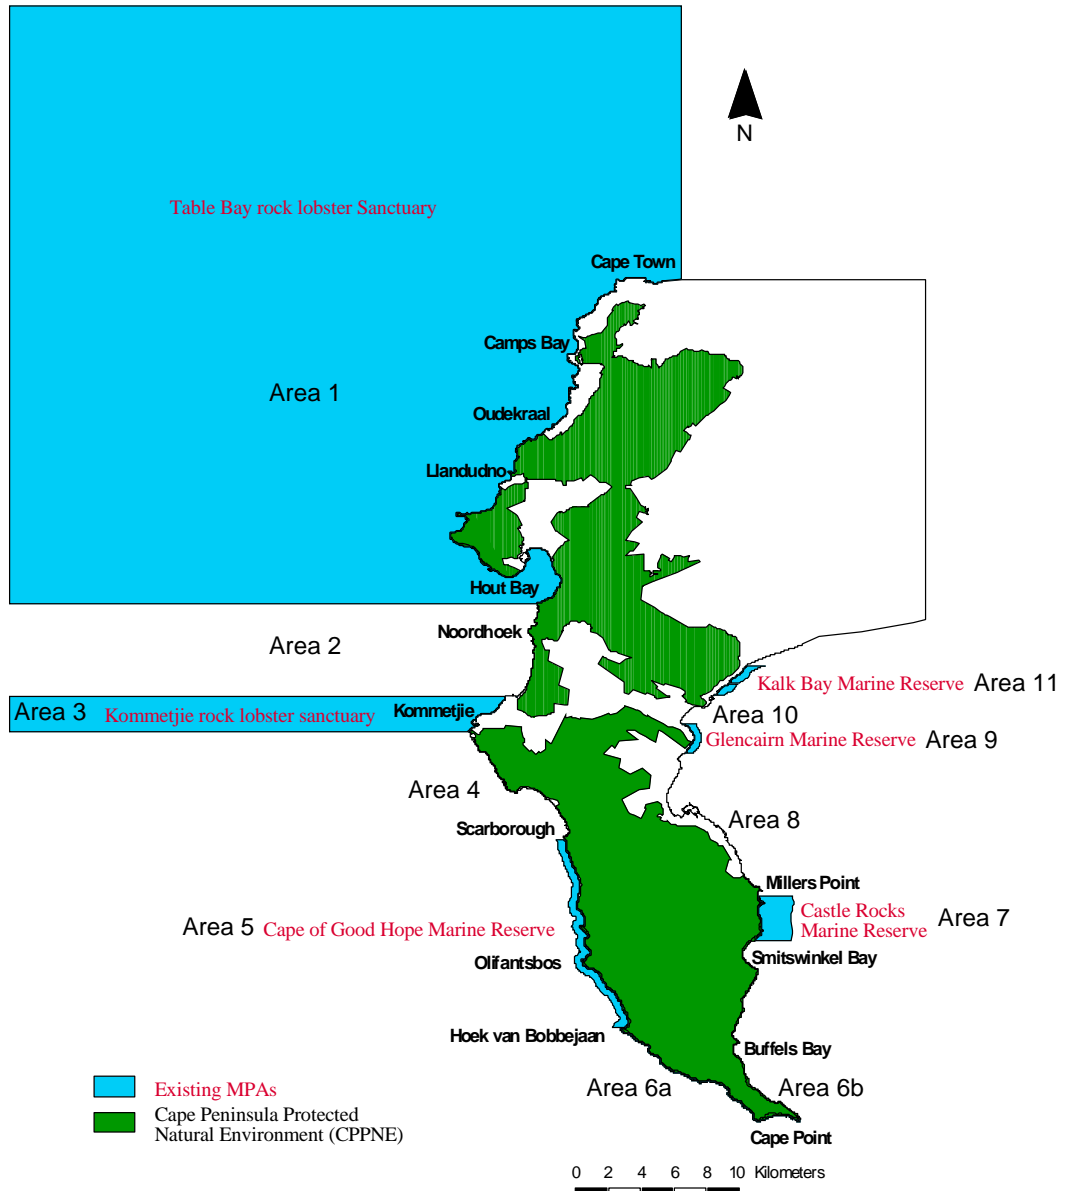 N
Table Bay rock lobster Sanctuary
Cape Town
Camps Bay
Area 1
Oudekraal
Llandudno
Hout Bay
Noordhoek
Area 2
Kalk Bay Marine Reserve
Area 11
Area 3
Kommetjie rock lobster sanctuary
Kommetjie
Area 10
Glencairn Marine Reserve
Area 9
Area 4
Area 8
Scarborough
Millers Point
Castle Rocks
Marine Reserve
Area 7
Area 5
Cape of Good Hope Marine Reserve
Smitswinkel Bay
Olifantsbos
Hoek van Bobbejaan
Buffels Bay
Area 6a
Area 6b
Existing MPAs
Cape Peninsula Protected
Natural Environment (CPPNE)
Cape Point
0 2 4 6 8 10 Kilometers